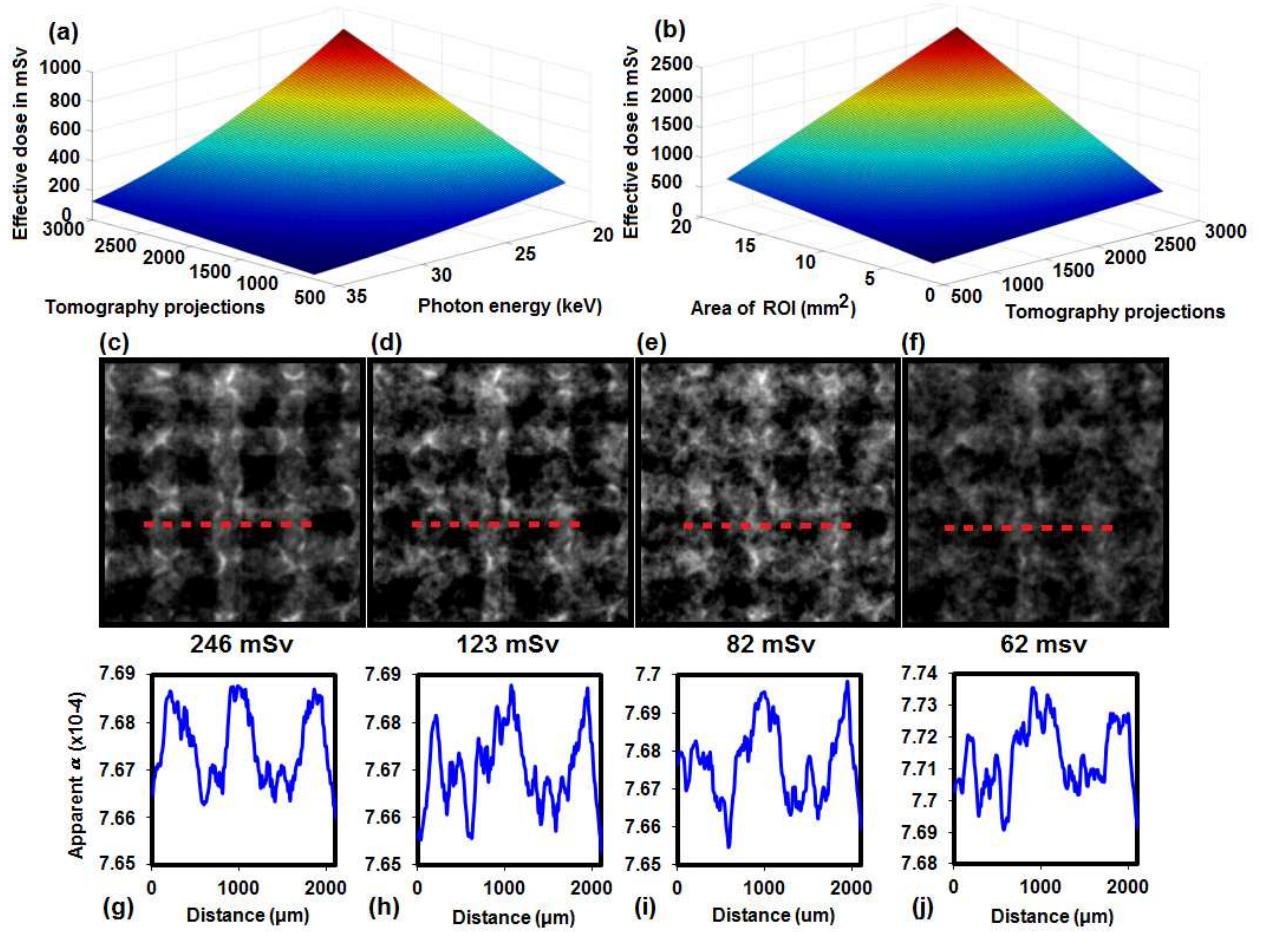 (a)
Effective dose in mSv
1000
800
600
400
200
0
3000
2500
2000
1500
1000
500
Tomography projections
35
30
25
20
Photon energy (keV)
(b)
Effective dose in mSv
2500
2000
1500
1000
500
0
20
15
10
5
0
Area of ROI (mm²)
500
1000
1500
2000
2500
3000
Tomography projections
(c)
(d)
(e)
(f)
246 mSv
123 mSv
82 mSv
62 msv
Apparent α (x10-4)
7.69
7.68
7.67
7.66
7.65
0
1000
2000
(g)
Distance (µm)
7.69
7.68
7.67
7.66
7.65
0
1000
2000
(h)
Distance (µm)
7.7
7.69
7.68
7.67
7.66
7.65
0
1000
2000
(i)
Distance (um)
7.74
7.73
7.72
7.71
7.7
7.69
7.68
0
1000
2000
(j)
Distance (µm)